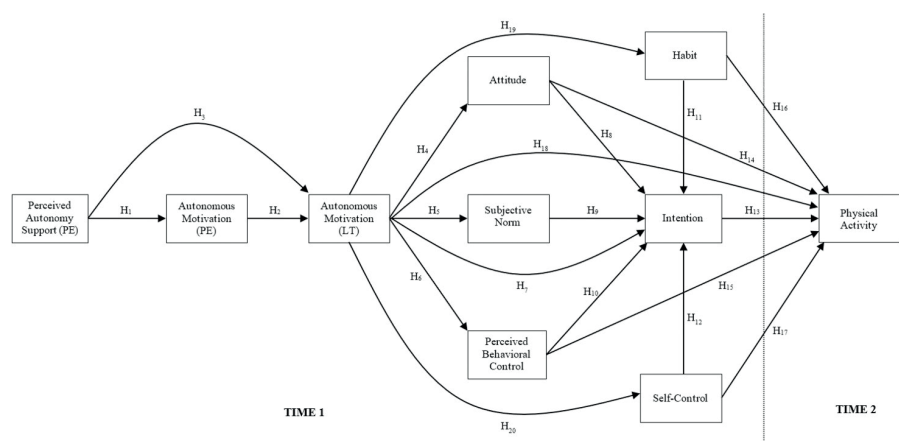 H19
Habit
Attitude
H16
H11
H3
H8
H4
H18
H14
Perceived
Autonomy
Support (PE)
H1
Autonomous
Motivation
(PE)
H2
Autonomous
Motivation
(LT)
H5
Subjective
Norm
H9
Intention
H13
Physical
Activity
H6
H7
H10
H15
H12
H17
Perceived
Behavioral
Control
Self-Control
TIME 1
H20
TIME 2